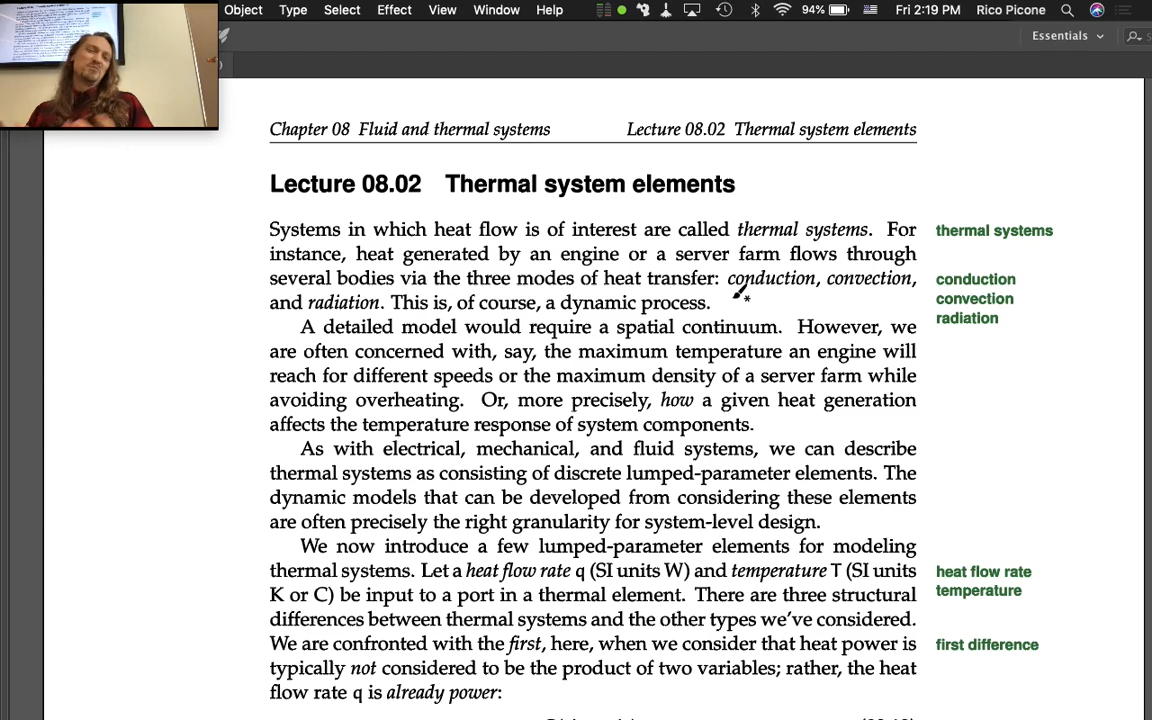 Object Type Select Effect View Window Help 94% Fri 2:19 PM Rico Picone
Essentials
Chapter 08 Fluid and thermal systems Lecture 08.02 Thermal system elements
Lecture 08.02 Thermal system elements
Systems in which heat flow is of interest are called thermal systems. For thermal systems
instance, heat generated by an engine or a server farm flows through
several bodies via the three modes of heat transfer: conduction, convection, conduction
and radiation. This is, of course, a dynamic process. convection
radiation
A detailed model would require a spatial continuum. However, we
are often concerned with, say, the maximum temperature an engine will
reach for different speeds or the maximum density of a server farm while
avoiding overheating. Or, more precisely, how a given heat generation
affects the temperature response of system components.
As with electrical, mechanical, and fluid systems, we can describe
thermal systems as consisting of discrete lumped-parameter elements. The
dynamic models that can be developed from considering these elements
are often precisely the right granularity for system-level design.
We now introduce a few lumped-parameter elements for modeling
thermal systems. Let a heat flow rate q (SI units W) and temperature T (SI units heat flow rate
K or C) be input to a port in a thermal element. There are three structural temperature
differences between thermal systems and the other types we've considered.
We are confronted with the first, here, when we consider that heat power is first difference
typically not considered to be the product of two variables; rather, the heat
flow rate q is already power: